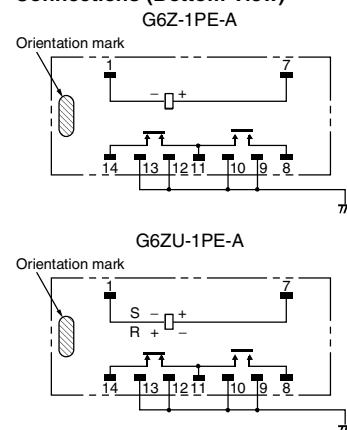 Connections (Bottom View)
G6Z-1PE-A
Orientation mark
1 7
− +
14 13 12 11 10 9 8
G6ZU-1PE-A
Orientation mark
1 7
S − +
R + −
14 13 12 11 10 9 8